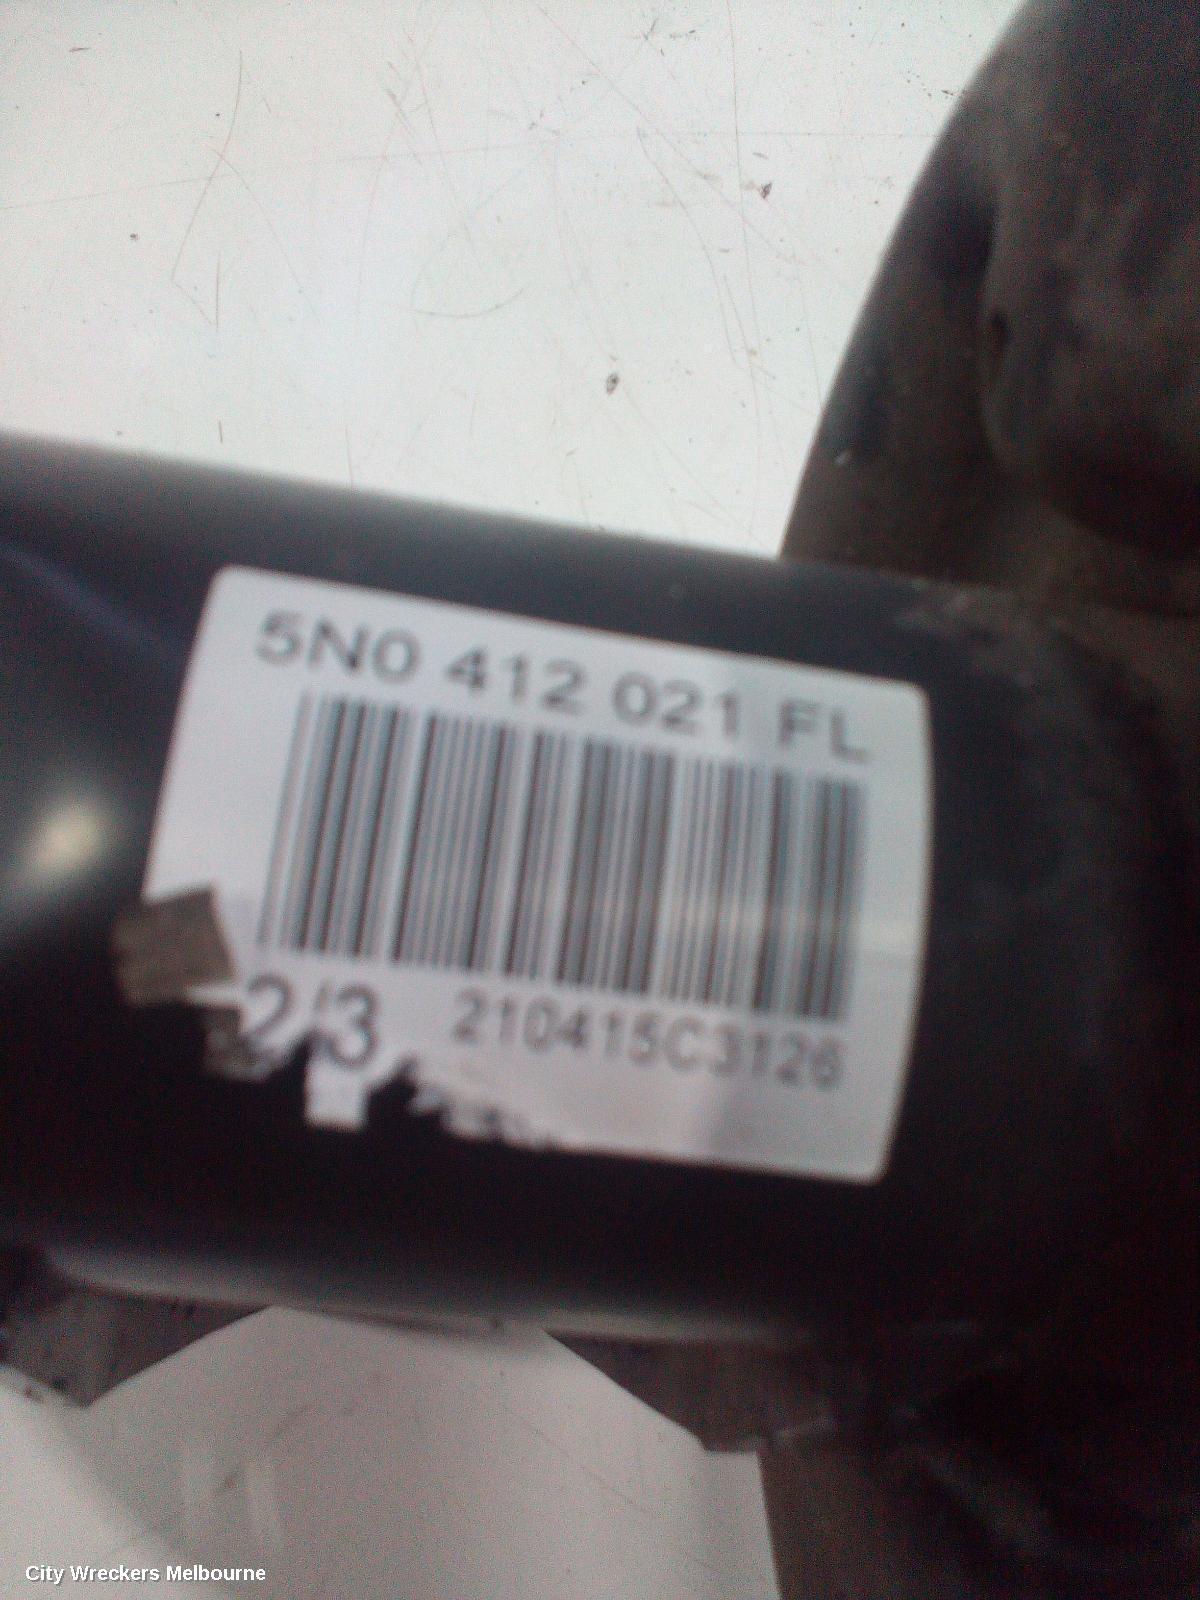 5N0 412 021 FL
2/3 210415C3126
City Wreckers Melbourne